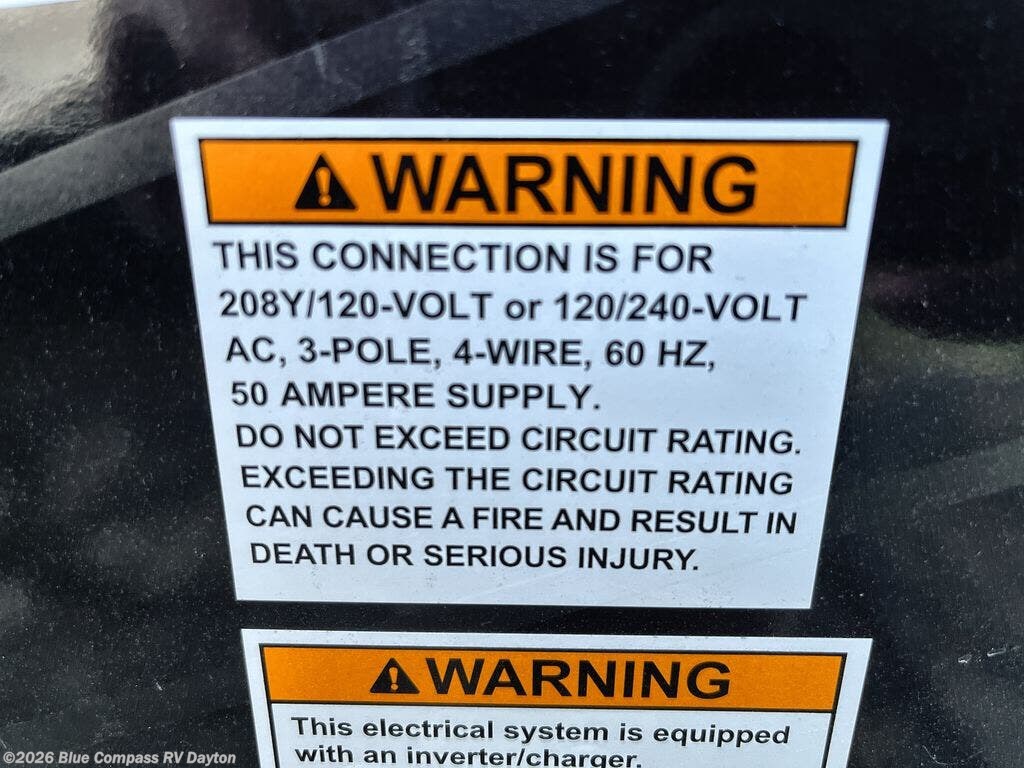 WARNING
THIS CONNECTION IS FOR
208Y/120-VOLT or 120/240-VOLT
AC, 3-POLE, 4-WIRE, 60 HZ,
50 AMPERE SUPPLY.
DO NOT EXCEED CIRCUIT RATING.
EXCEEDING THE CIRCUIT RATING
CAN CAUSE A FIRE AND RESULT IN
DEATH OR SERIOUS INJURY.
WARNING
This electrical system is equipped
with an inverter/charger.
©2026 Blue Compass RV Dayton